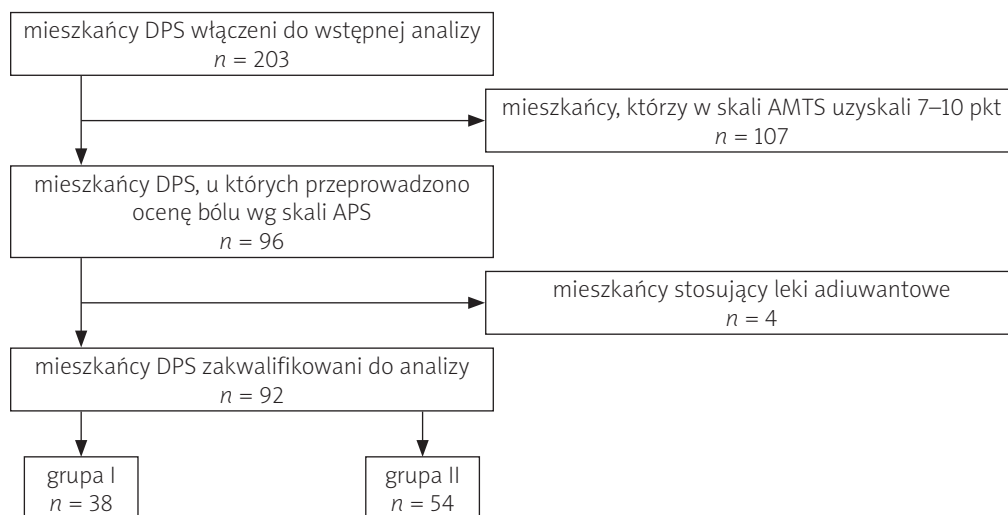 mieszkańcy DPS włączeni do wstępnej analizy
n = 203
mieszkańcy, którzy w skali AMTS uzyskali 7–10 pkt
n = 107
mieszkańcy DPS, u których przeprowadzono
ocenę bólu wg skali APS
n = 96
mieszkańcy stosujący leki adiuwantowe
n = 4
mieszkańcy DPS zakwalifikowani do analizy
n = 92
grupa I
n = 38
grupa II
n = 54